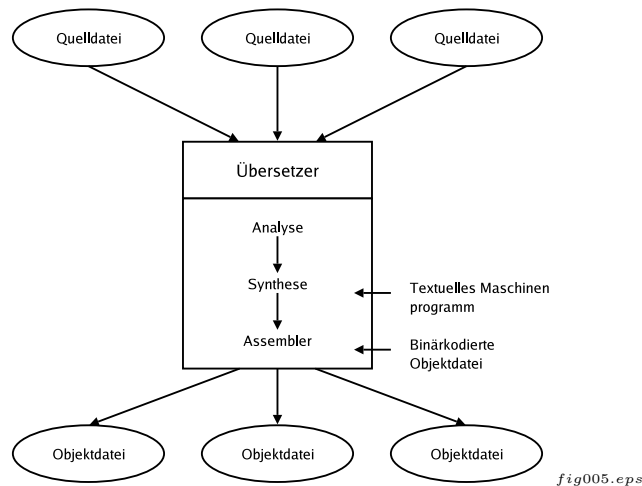 Quelldatei
Quelldatei
Quelldatei
Übersetzer
Analyse
Synthese
Textuelles Maschinen
programm
Assembler
Binärkodierte
Objektdatei
Objektdatei
Objektdatei
Objektdatei
fig005.eps